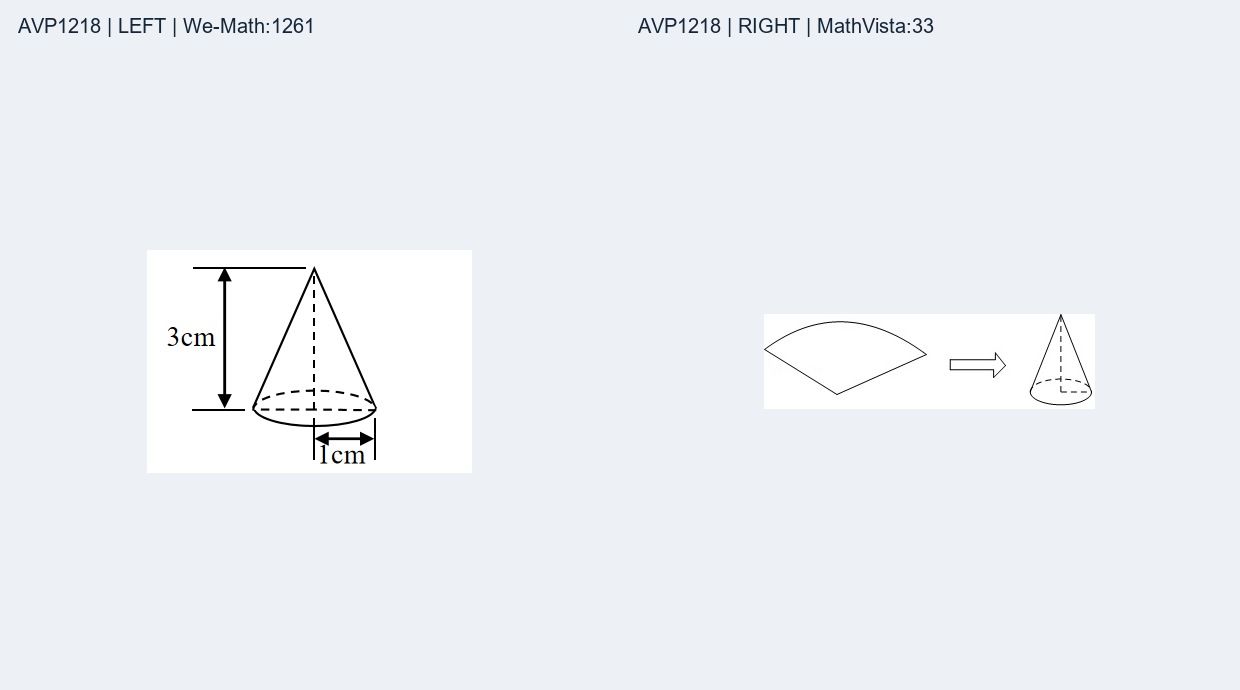 AVP1218 | LEFT | We-Math:1261
AVP1218 | RIGHT | MathVista:33
3cm
1cm